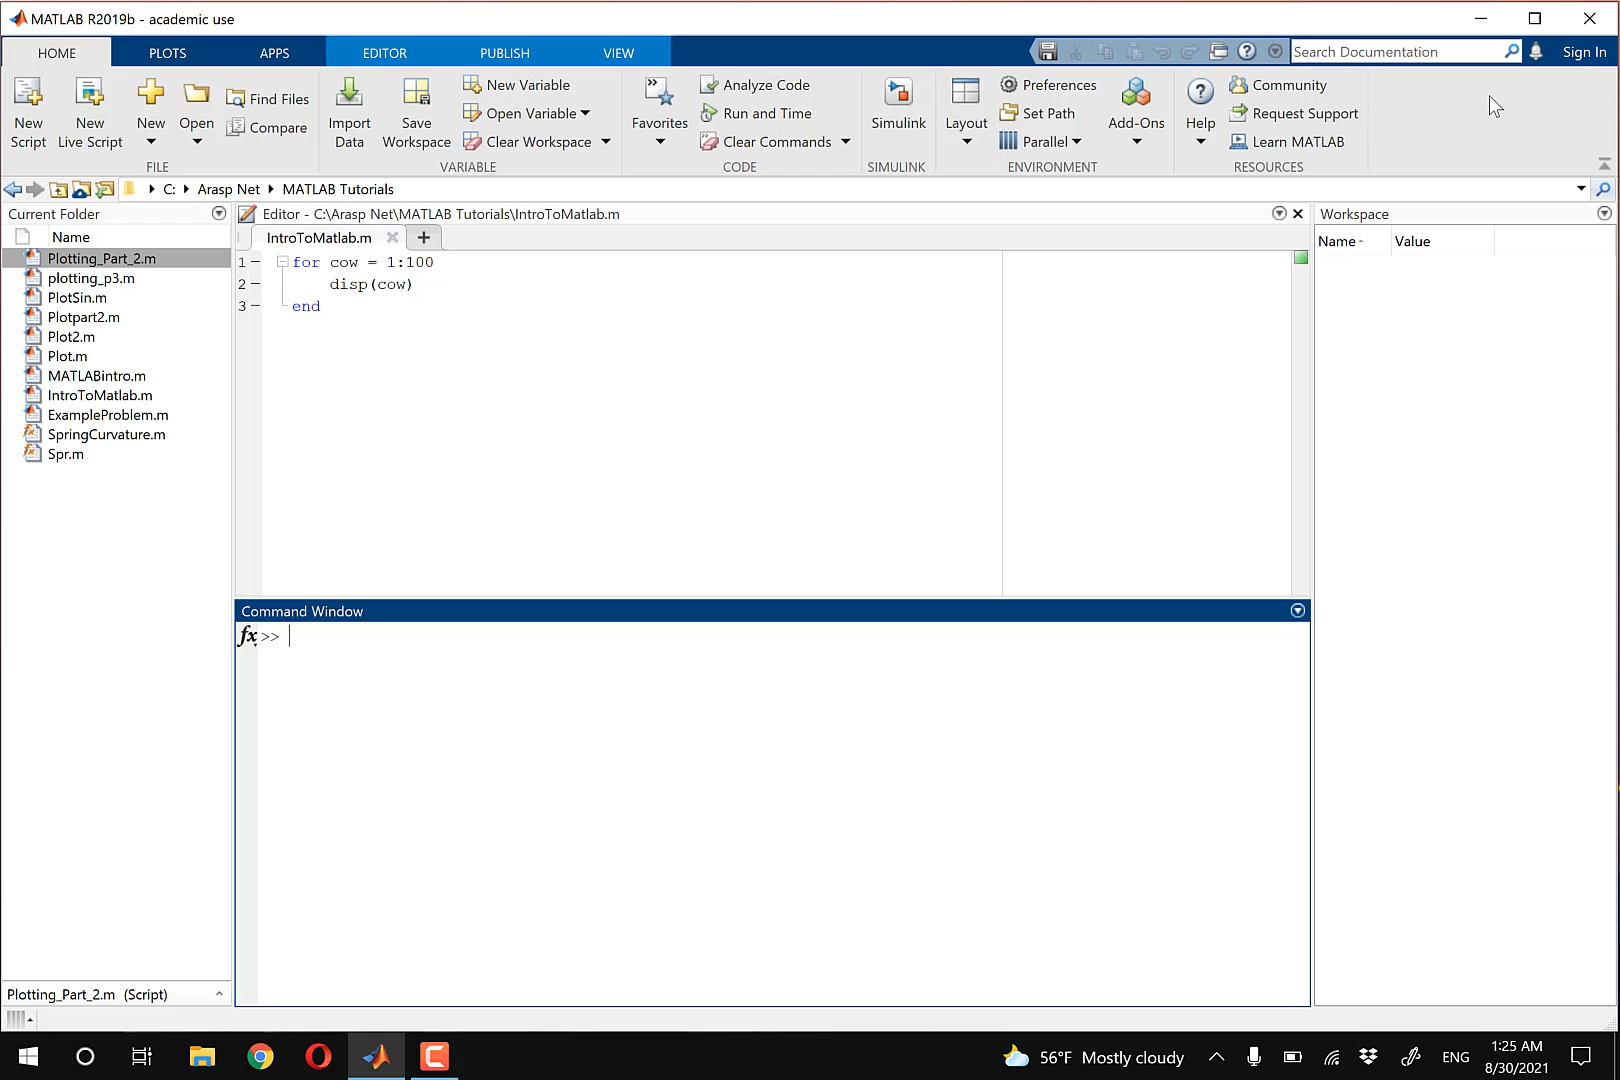 MATLAB R2019b - academic use
HOME PLOTS APPS EDITOR PUBLISH VIEW Search Documentation Sign In
New Script
New Live Script
New
Open
Find Files
Compare
FILE
Import Data
Save Workspace
New Variable
Open Variable
Clear Workspace
VARIABLE
Favorites
Analyze Code
Run and Time
Clear Commands
CODE
Simulink
SIMULINK
Layout
Preferences
Set Path
Parallel
Add-Ons
ENVIRONMENT
Help
Community
Request Support
Learn MATLAB
RESOURCES
C: Arasp Net MATLAB Tutorials
Current Folder
Name
Plotting_Part_2.m
plotting_p3.m
PlotSin.m
Plotpart2.m
Plot2.m
Plot.m
MATLABintro.m
IntroToMatlab.m
ExampleProblem.m
SpringCurvature.m
Spr.m
Plotting_Part_2.m (Script)
Editor - C:\Arasp Net\MATLAB Tutorials\IntroToMatlab.m
IntroToMatlab.m
1 for cow = 1:100
2 disp(cow)
3 end
Command Window
fx >>
Workspace
Name Value
56°F Mostly cloudy ENG 1:25 AM
8/30/2021